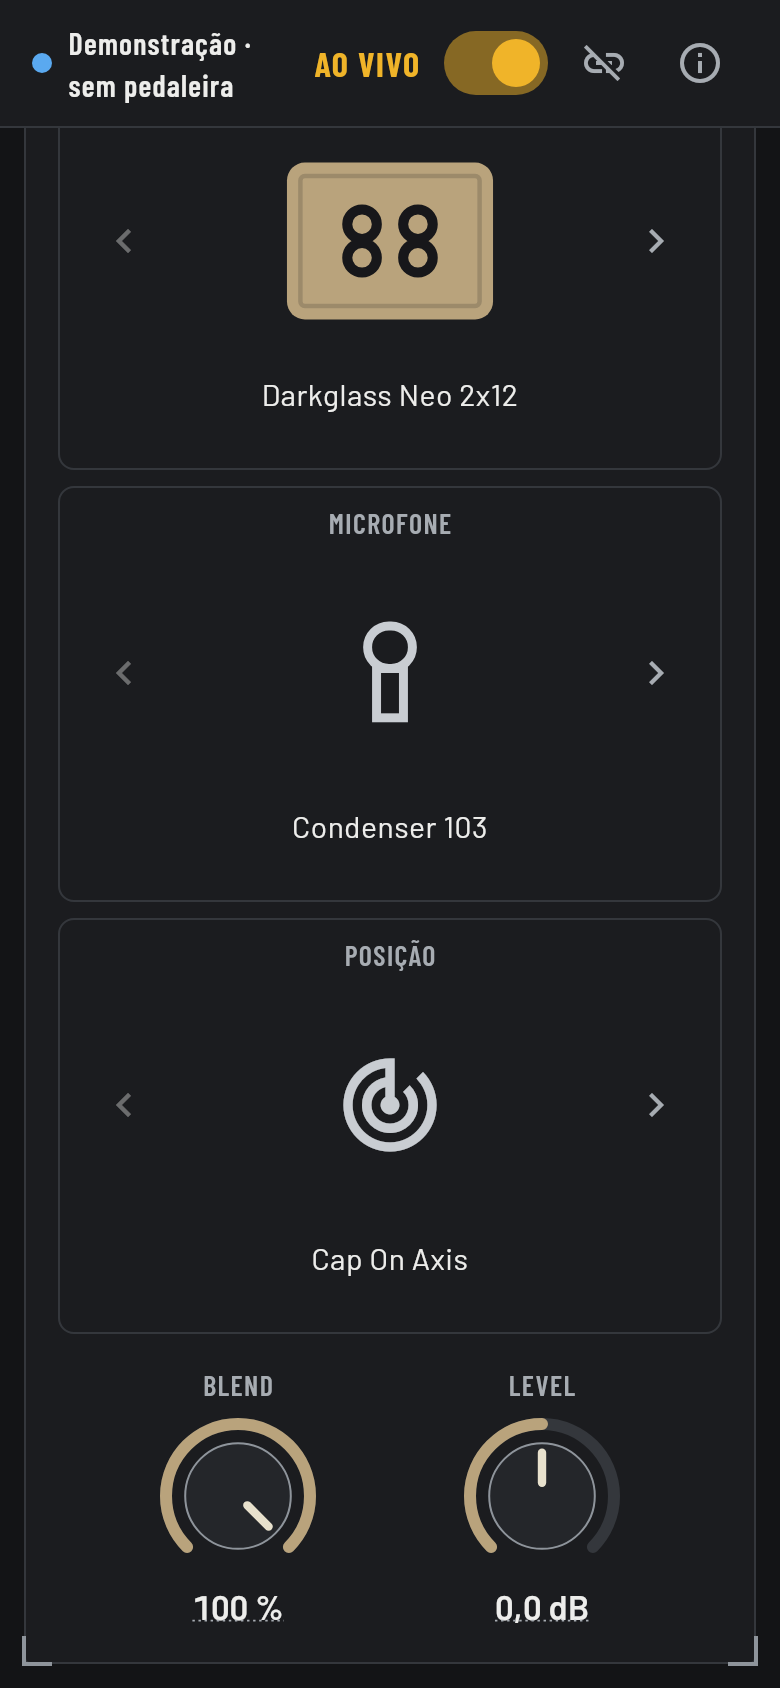 Demonstração ·
sem pedaleira
AO VIVO
88
Darkglass Neo 2x12
MICROFONE
Condenser 103
POSIÇÃO
Cap On Axis
BLEND
LEVEL
100 %
0,0 dB